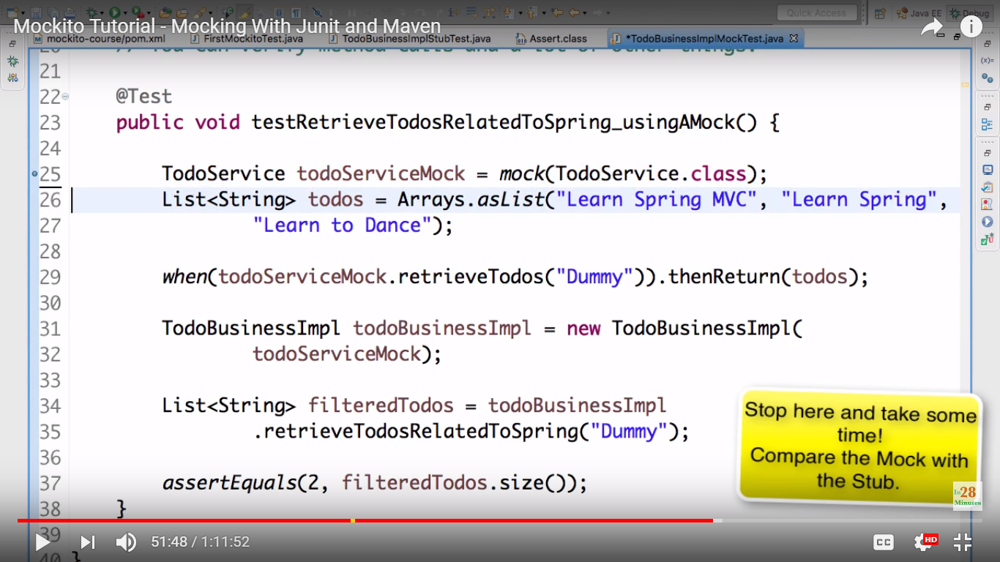 Quick Access
Java EE
Debug
Mockito Tutorial - Mocking With Junit and Maven
mockito-course/pom.xml
FirstMockitoTest.java
TodoBusinessImplStubTest.java
Assert.class
*TodoBusinessImplMockTest.java
20 // You can verify method calls and a lot of other things.
21
22 @Test
23 public void testRetrieveTodosRelatedToSpring_usingAMock() {
24
25 TodoService todoServiceMock = mock(TodoService.class);
26 List<String> todos = Arrays.asList("Learn Spring MVC", "Learn Spring",
27 "Learn to Dance");
28
29 when(todoServiceMock.retrieveTodos("Dummy")).thenReturn(todos);
30
31 TodoBusinessImpl todoBusinessImpl = new TodoBusinessImpl(
32 todoServiceMock);
33
34 List<String> filteredTodos = todoBusinessImpl
35 .retrieveTodosRelatedToSpring("Dummy");
36
37 assertEquals(2, filteredTodos.size());
38 }
39
40 }
Stop here and take some
time!
Compare the Mock with
the Stub.
In28
Minutes
51:48 / 1:11:52
CC
HD